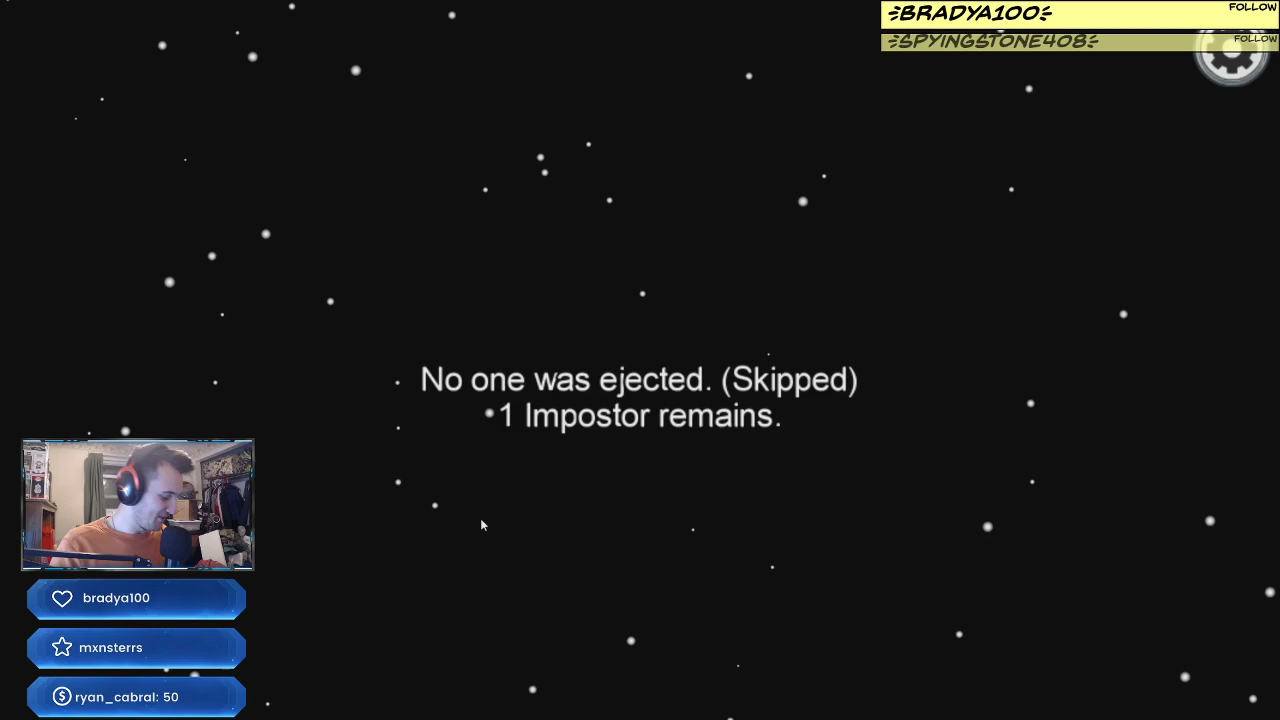 BRADYA100
FOLLOW
SPYINGSTONE408
FOLLOW
No one was ejected. (Skipped)
1 Impostor remains.
bradya100
mxnsterrs
ryan_cabral: 50